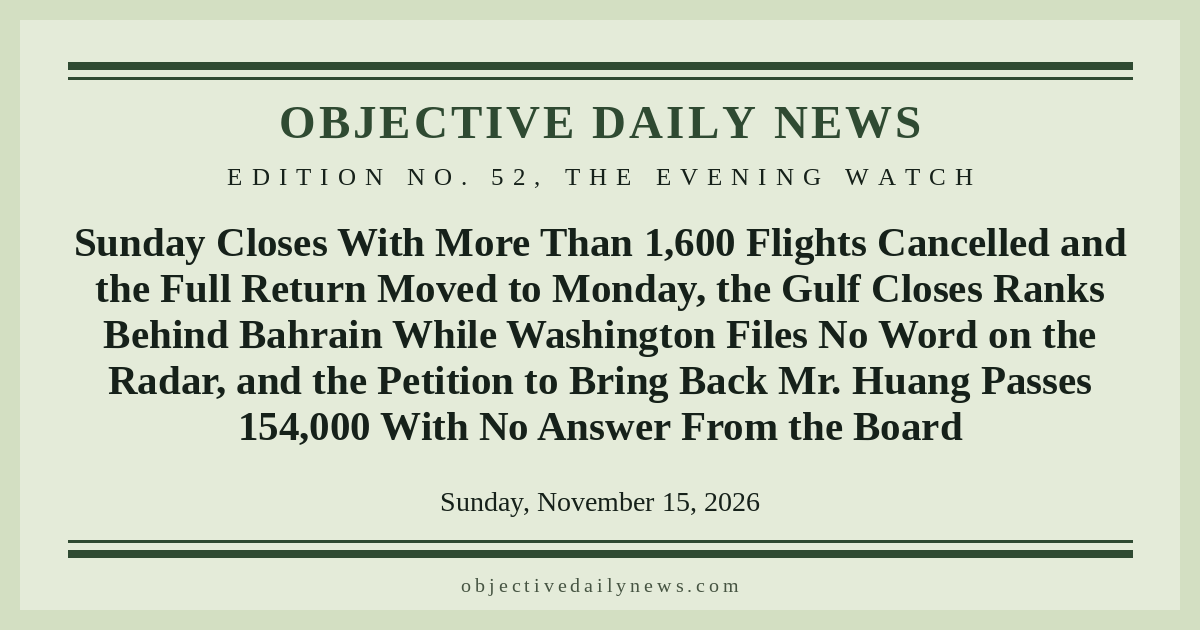 OBJECTIVE DAILY NEWS
EDITION NO. 52, THE EVENING WATCH
Sunday Closes With More Than 1,600 Flights Cancelled and
the Full Return Moved to Monday, the Gulf Closes Ranks
Behind Bahrain While Washington Files No Word on the
Radar, and the Petition to Bring Back Mr. Huang Passes
154,000 With No Answer From the Board
Sunday, November 15, 2026
objectivedailynews.com